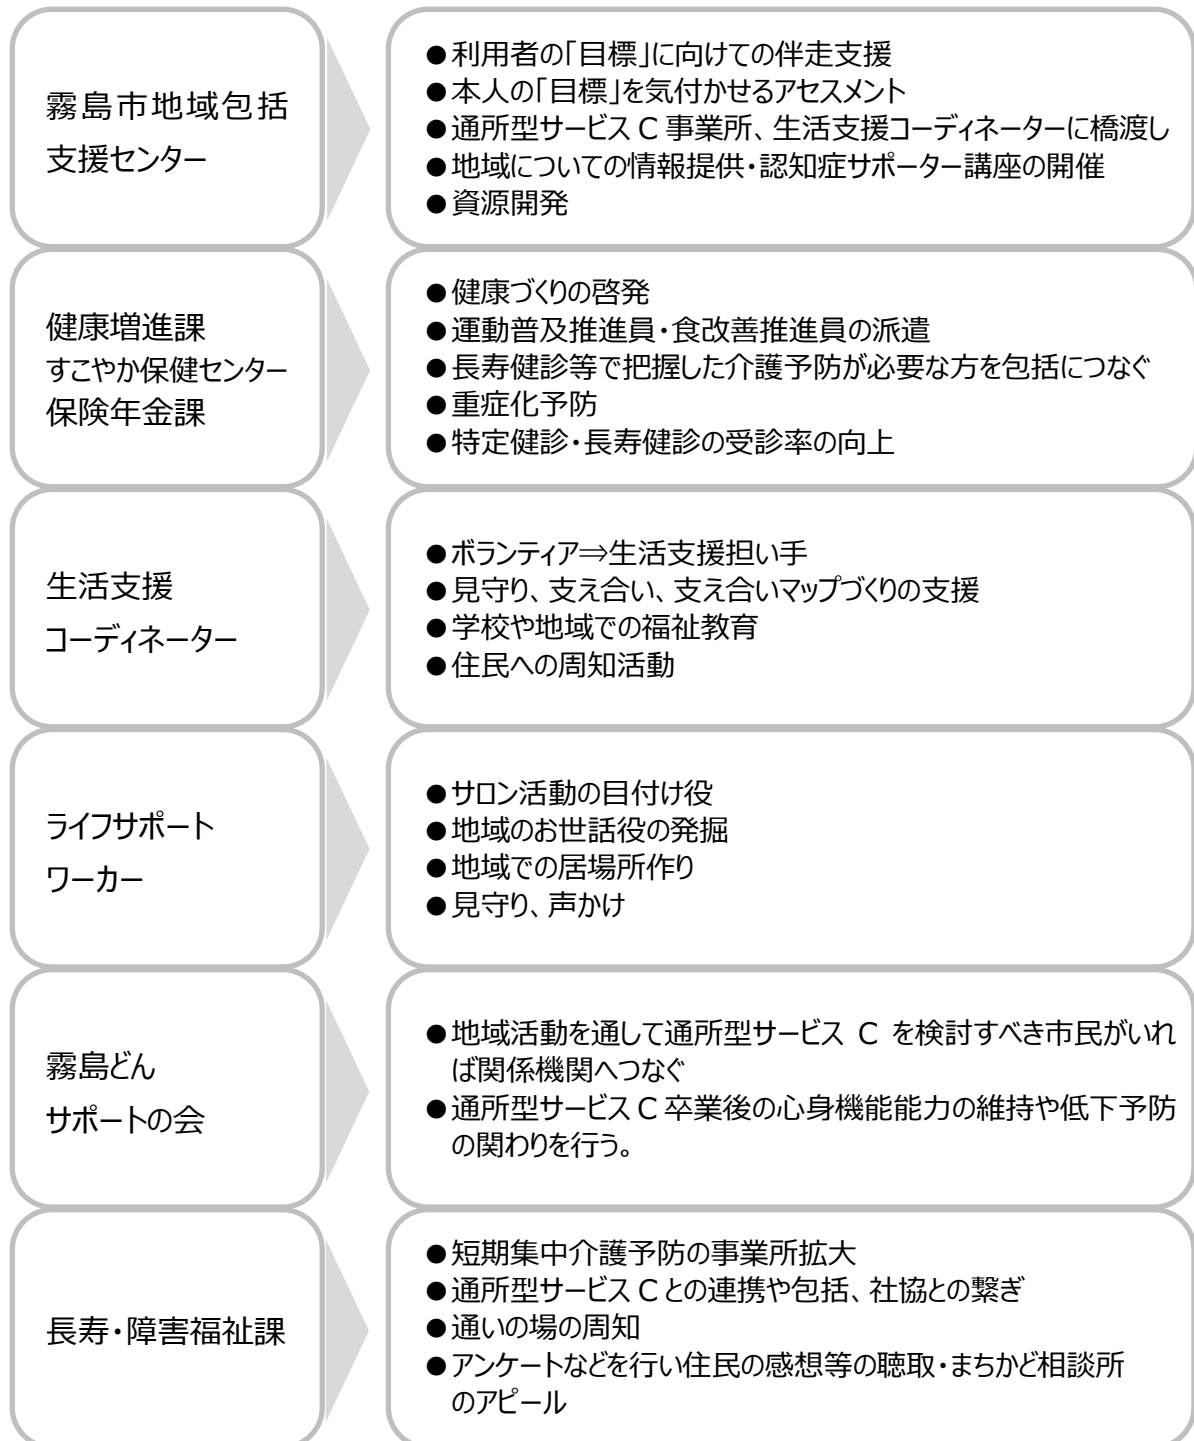 霧島市地域包括
支援センター
●利用者の「目標」に向けての伴走支援
●本人の「目標」を気付かせるアセスメント
●通所型サービス C 事業所、生活支援コーディネーターに橋渡し
●地域についての情報提供・認知症サポーター講座の開催
●資源開発
健康増進課
すこやか保健センター
保険年金課
●健康づくりの啓発
●運動普及推進員・食改善推進員の派遣
●長寿健診等で把握した介護予防が必要な方を包括につなぐ
●重症化予防
●特定健診・長寿健診の受診率の向上
生活支援
コーディネーター
●ボランティア⇒生活支援担い手
●見守り、支え合い、支え合いマップづくりの支援
●学校や地域での福祉教育
●住民への周知活動
ライフサポート
ワーカー
●サロン活動の目付け役
●地域のお世話役の発掘
●地域での居場所作り
●見守り、声かけ
霧島どん
サポートの会
●地域活動を通して通所型サービス C を検討すべき市民がいれ
ば関係機関へつなぐ
●通所型サービス C 卒業後の心身機能能力の維持や低下予防
の関わりを行う。
長寿・障害福祉課
●短期集中介護予防の事業所拡大
●通所型サービス C との連携や包括、社協との繋ぎ
●通いの場の周知
●アンケートなどを行い住民の感想等の聴取・まちかど相談所
のアピール